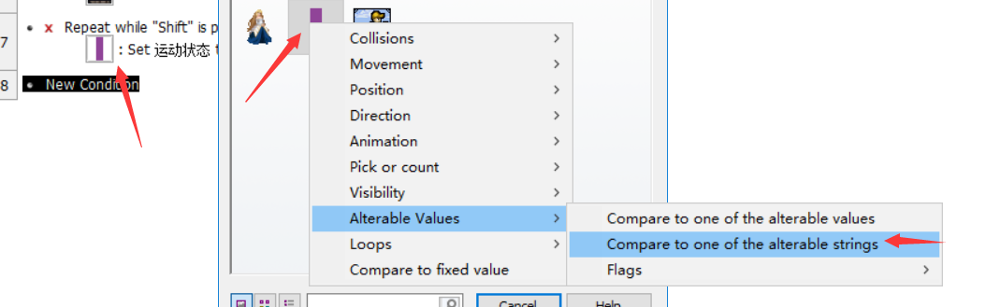 7
× Repeat while "Shift" is p
: Set 运动状态 t
8
New Condition
Collisions
Movement
Position
Direction
Animation
Pick or count
Visibility
Alterable Values
Loops
Compare to fixed value
Compare to one of the alterable values
Compare to one of the alterable strings
Flags
Cancel
Help